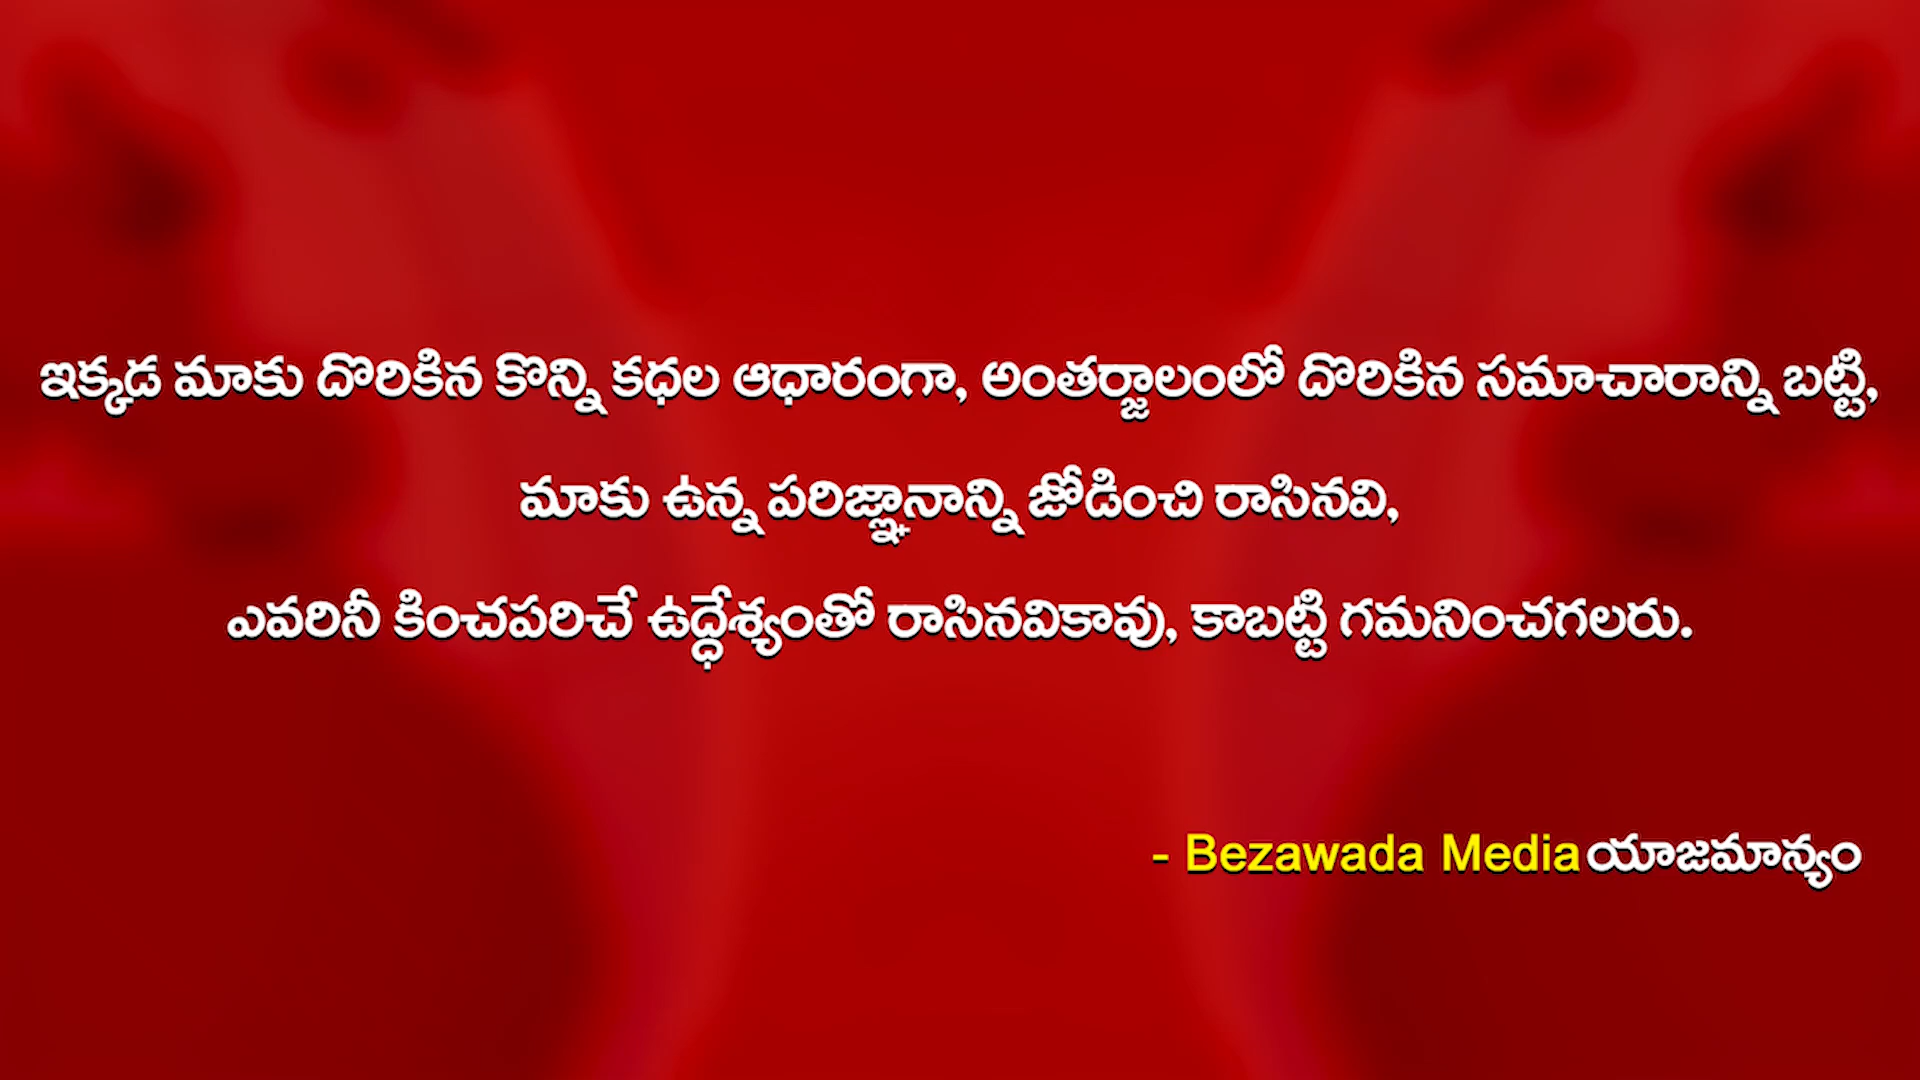 ఇక్కడ మాకు దొరికిన కొన్ని కధల ఆధారంగా, అంతర్జాలంలో దొరికిన సమాచారాన్ని బట్టి,
మాకు ఉన్న పరిజ్ఞానాన్ని జోడించి రాసినవి,
ఎవరినీ కించపరిచే ఉద్ధేశ్యంతో రాసినవికావు, కాబట్టి గమనించగలరు.
- Bezawada Media యాజమాన్యం